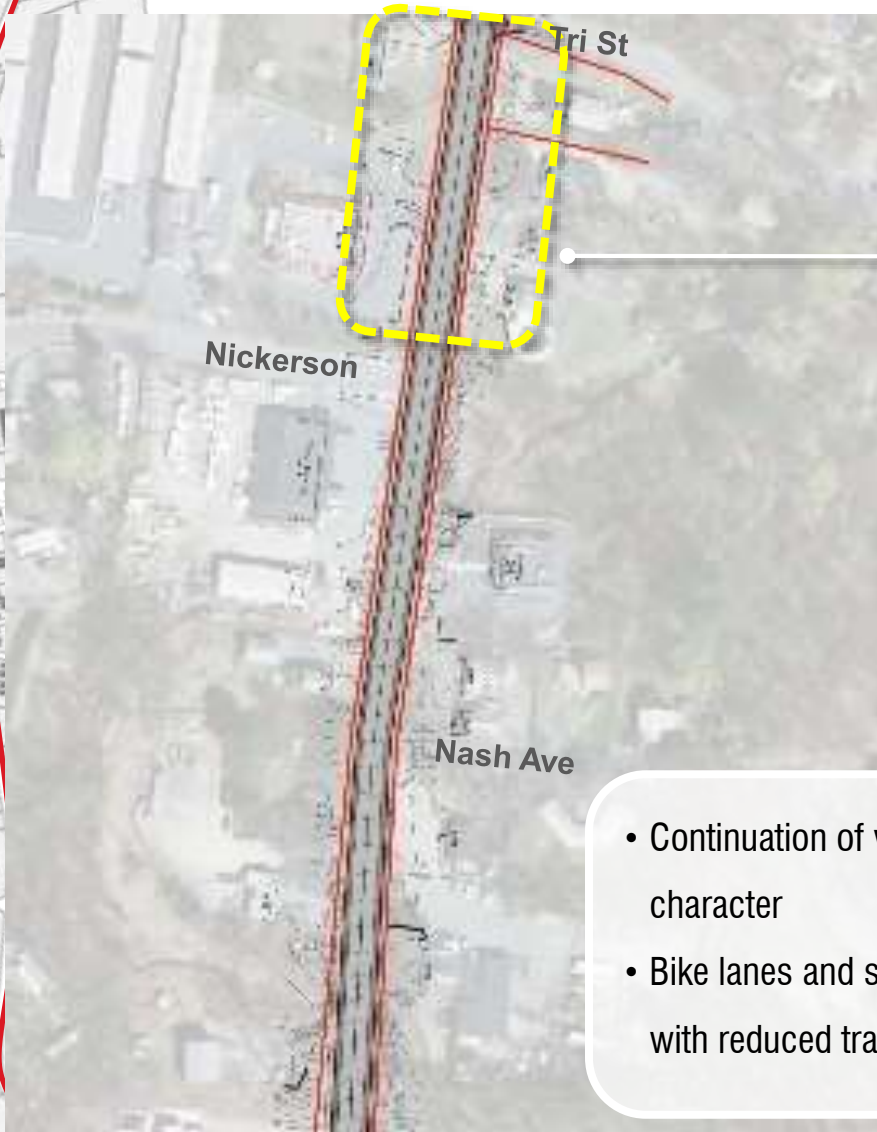 Tri St
Nickerson
Nash Ave
• Continuation of
character
• Bike lanes and
with reduced